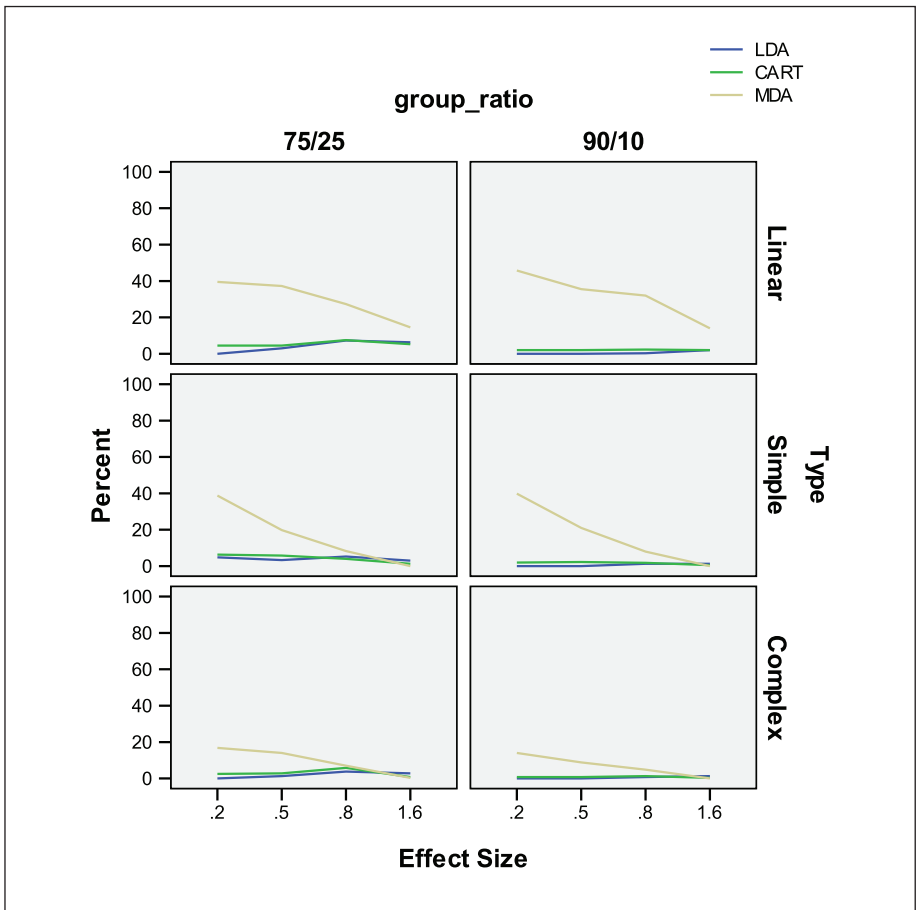 LDA
CART
MDA
group_ratio
75/25
90/10
100
80
60
40
20
0
Linear
100
80
60
40
20
0
Simple
100
80
60
40
20
0
Complex
Percent
Type
.2
.5
.8
1.6
.2
.5
.8
1.6
Effect Size